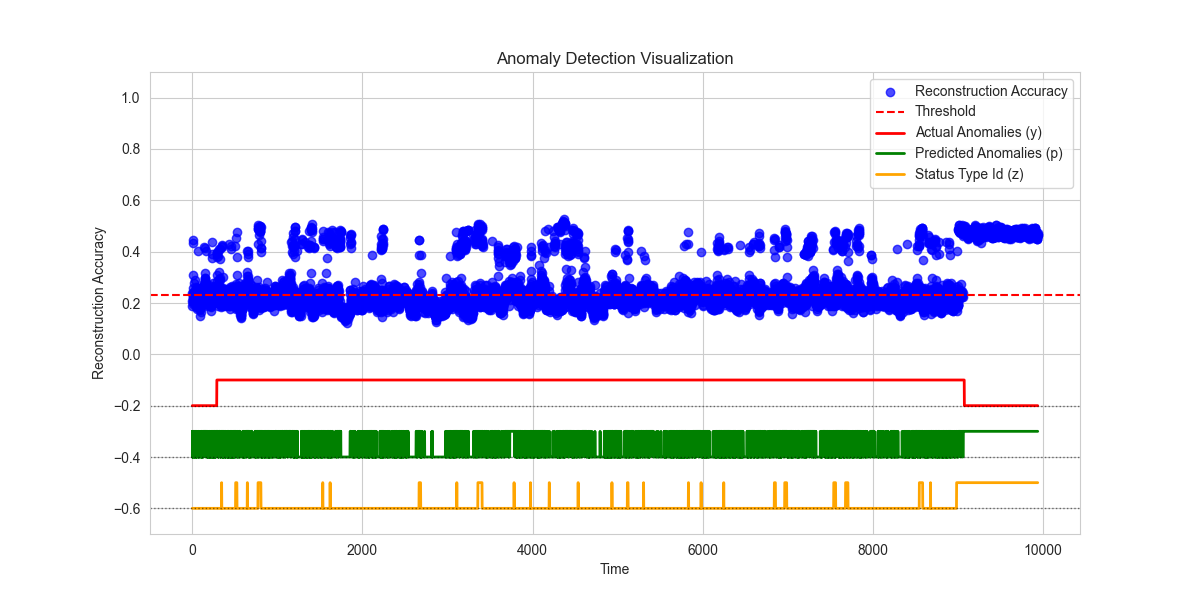 Anomaly Detection Visualization
Reconstruction Accuracy
Threshold
Actual Anomalies (y)
Predicted Anomalies (p)
Status Type Id (z)
1.0
0.8
0.6
0.4
0.2
0.0
−0.2
−0.4
−0.6
Reconstruction Accuracy
0 2000 4000 6000 8000 10000
Time